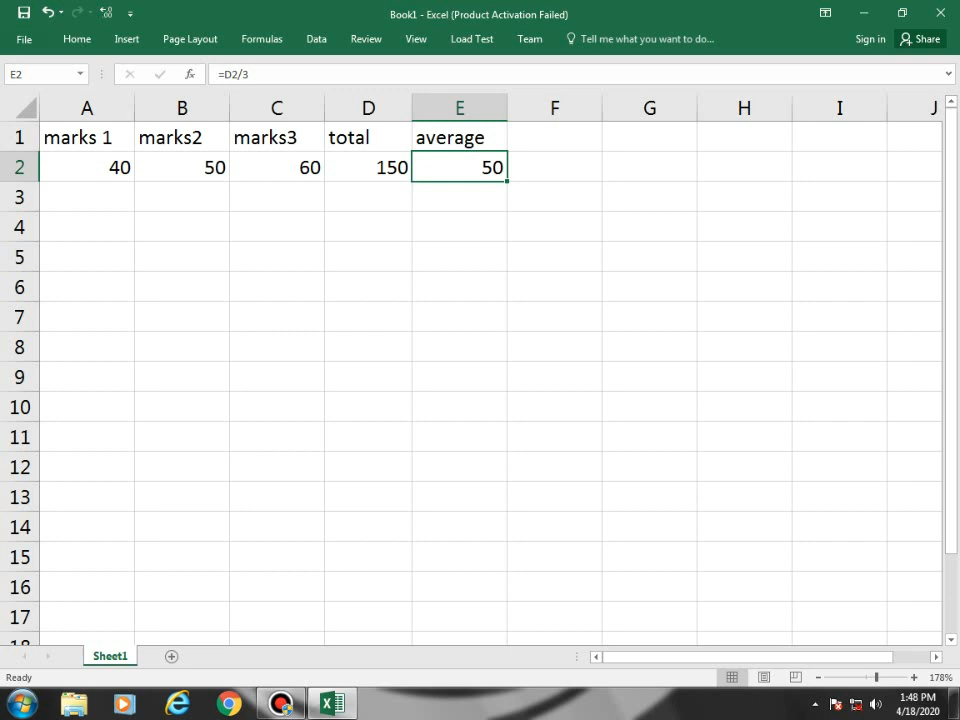 Book1 - Excel (Product Activation Failed)
File Home Insert Page Layout Formulas Data Review View Load Test Team Tell me what you want to do... Sign in Share
E2 fx =D2/3
A B C D E F G H I J
1 marks 1 marks2 marks3 total average
2 40 50 60 150 50
3
4
5
6
7
8
9
10
11
12
13
14
15
16
17
18
Sheet1
Ready 178%
1:48 PM
4/18/2020